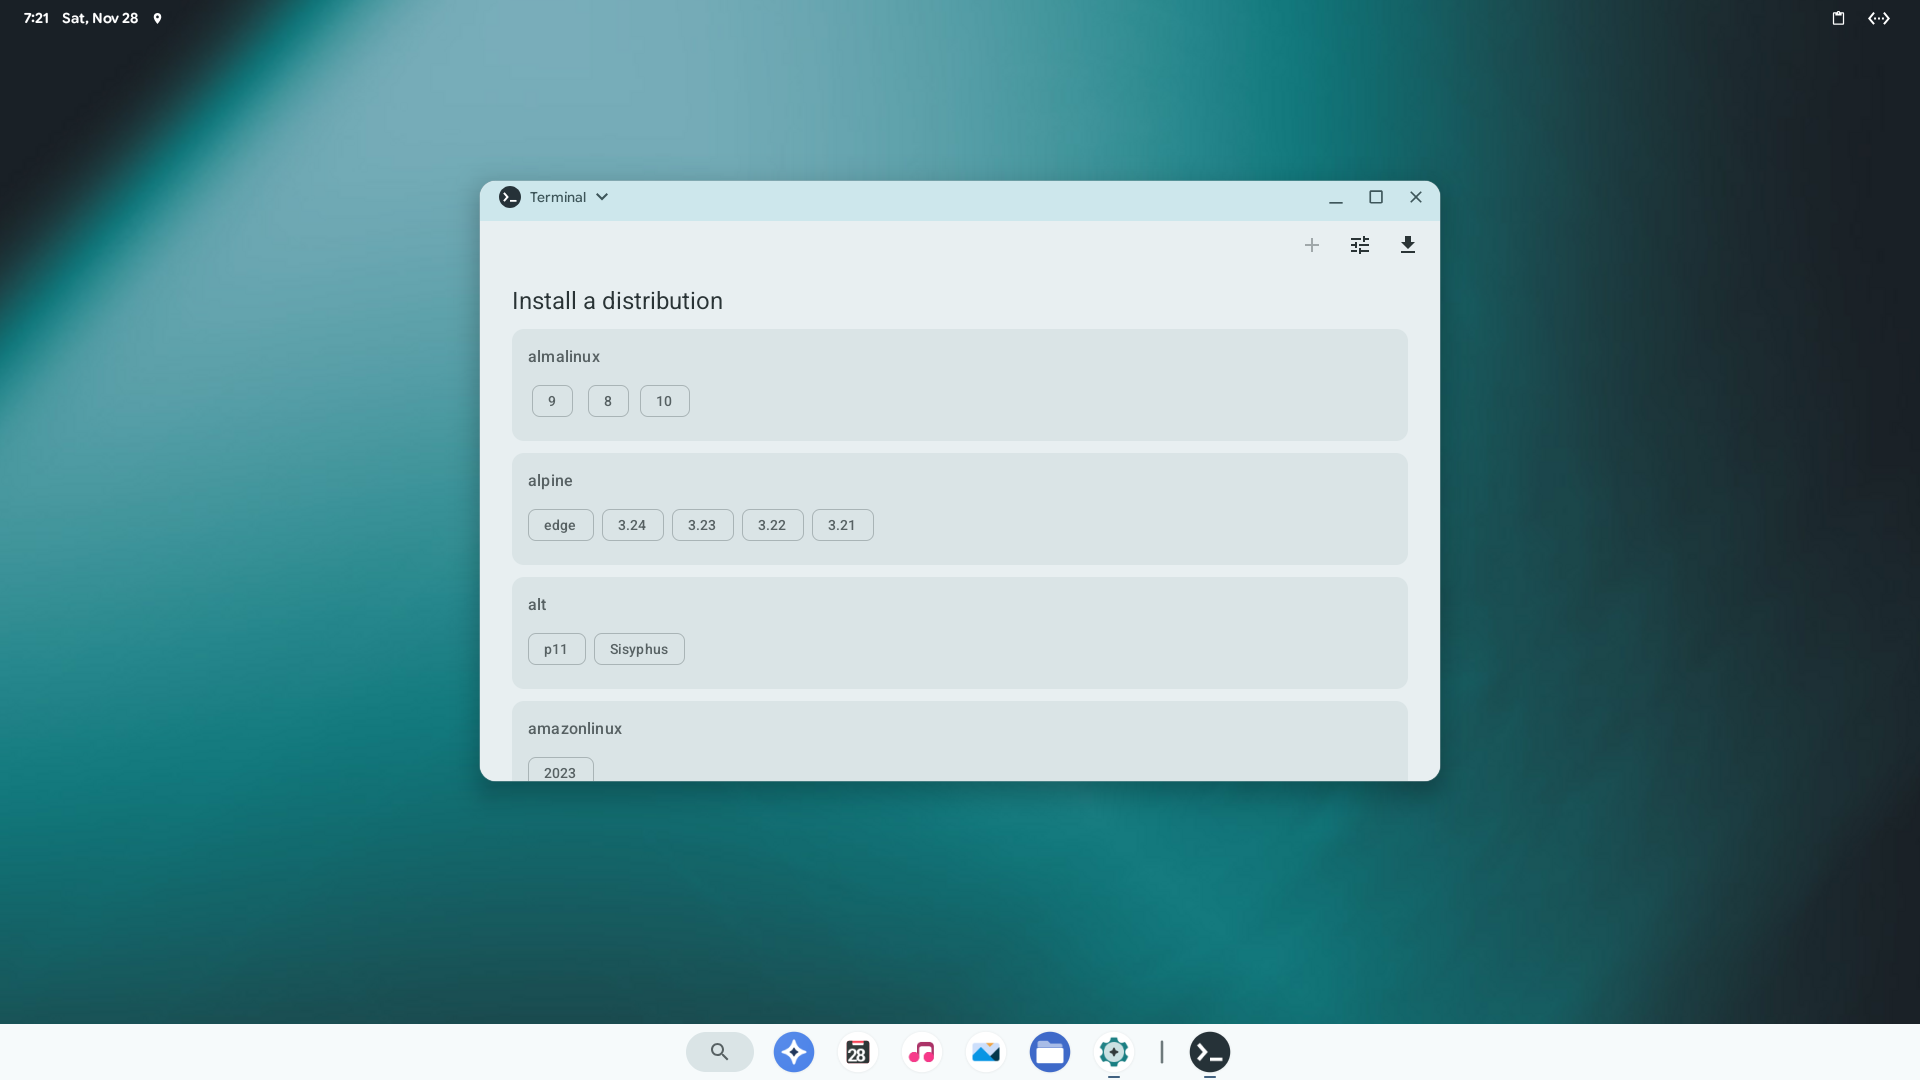 7:21 Sat, Nov 28
Terminal
Install a distribution
almalinux
9 8 10
alpine
edge 3.24 3.23 3.22 3.21
alt
p11 Sisyphus
amazonlinux
2023
28